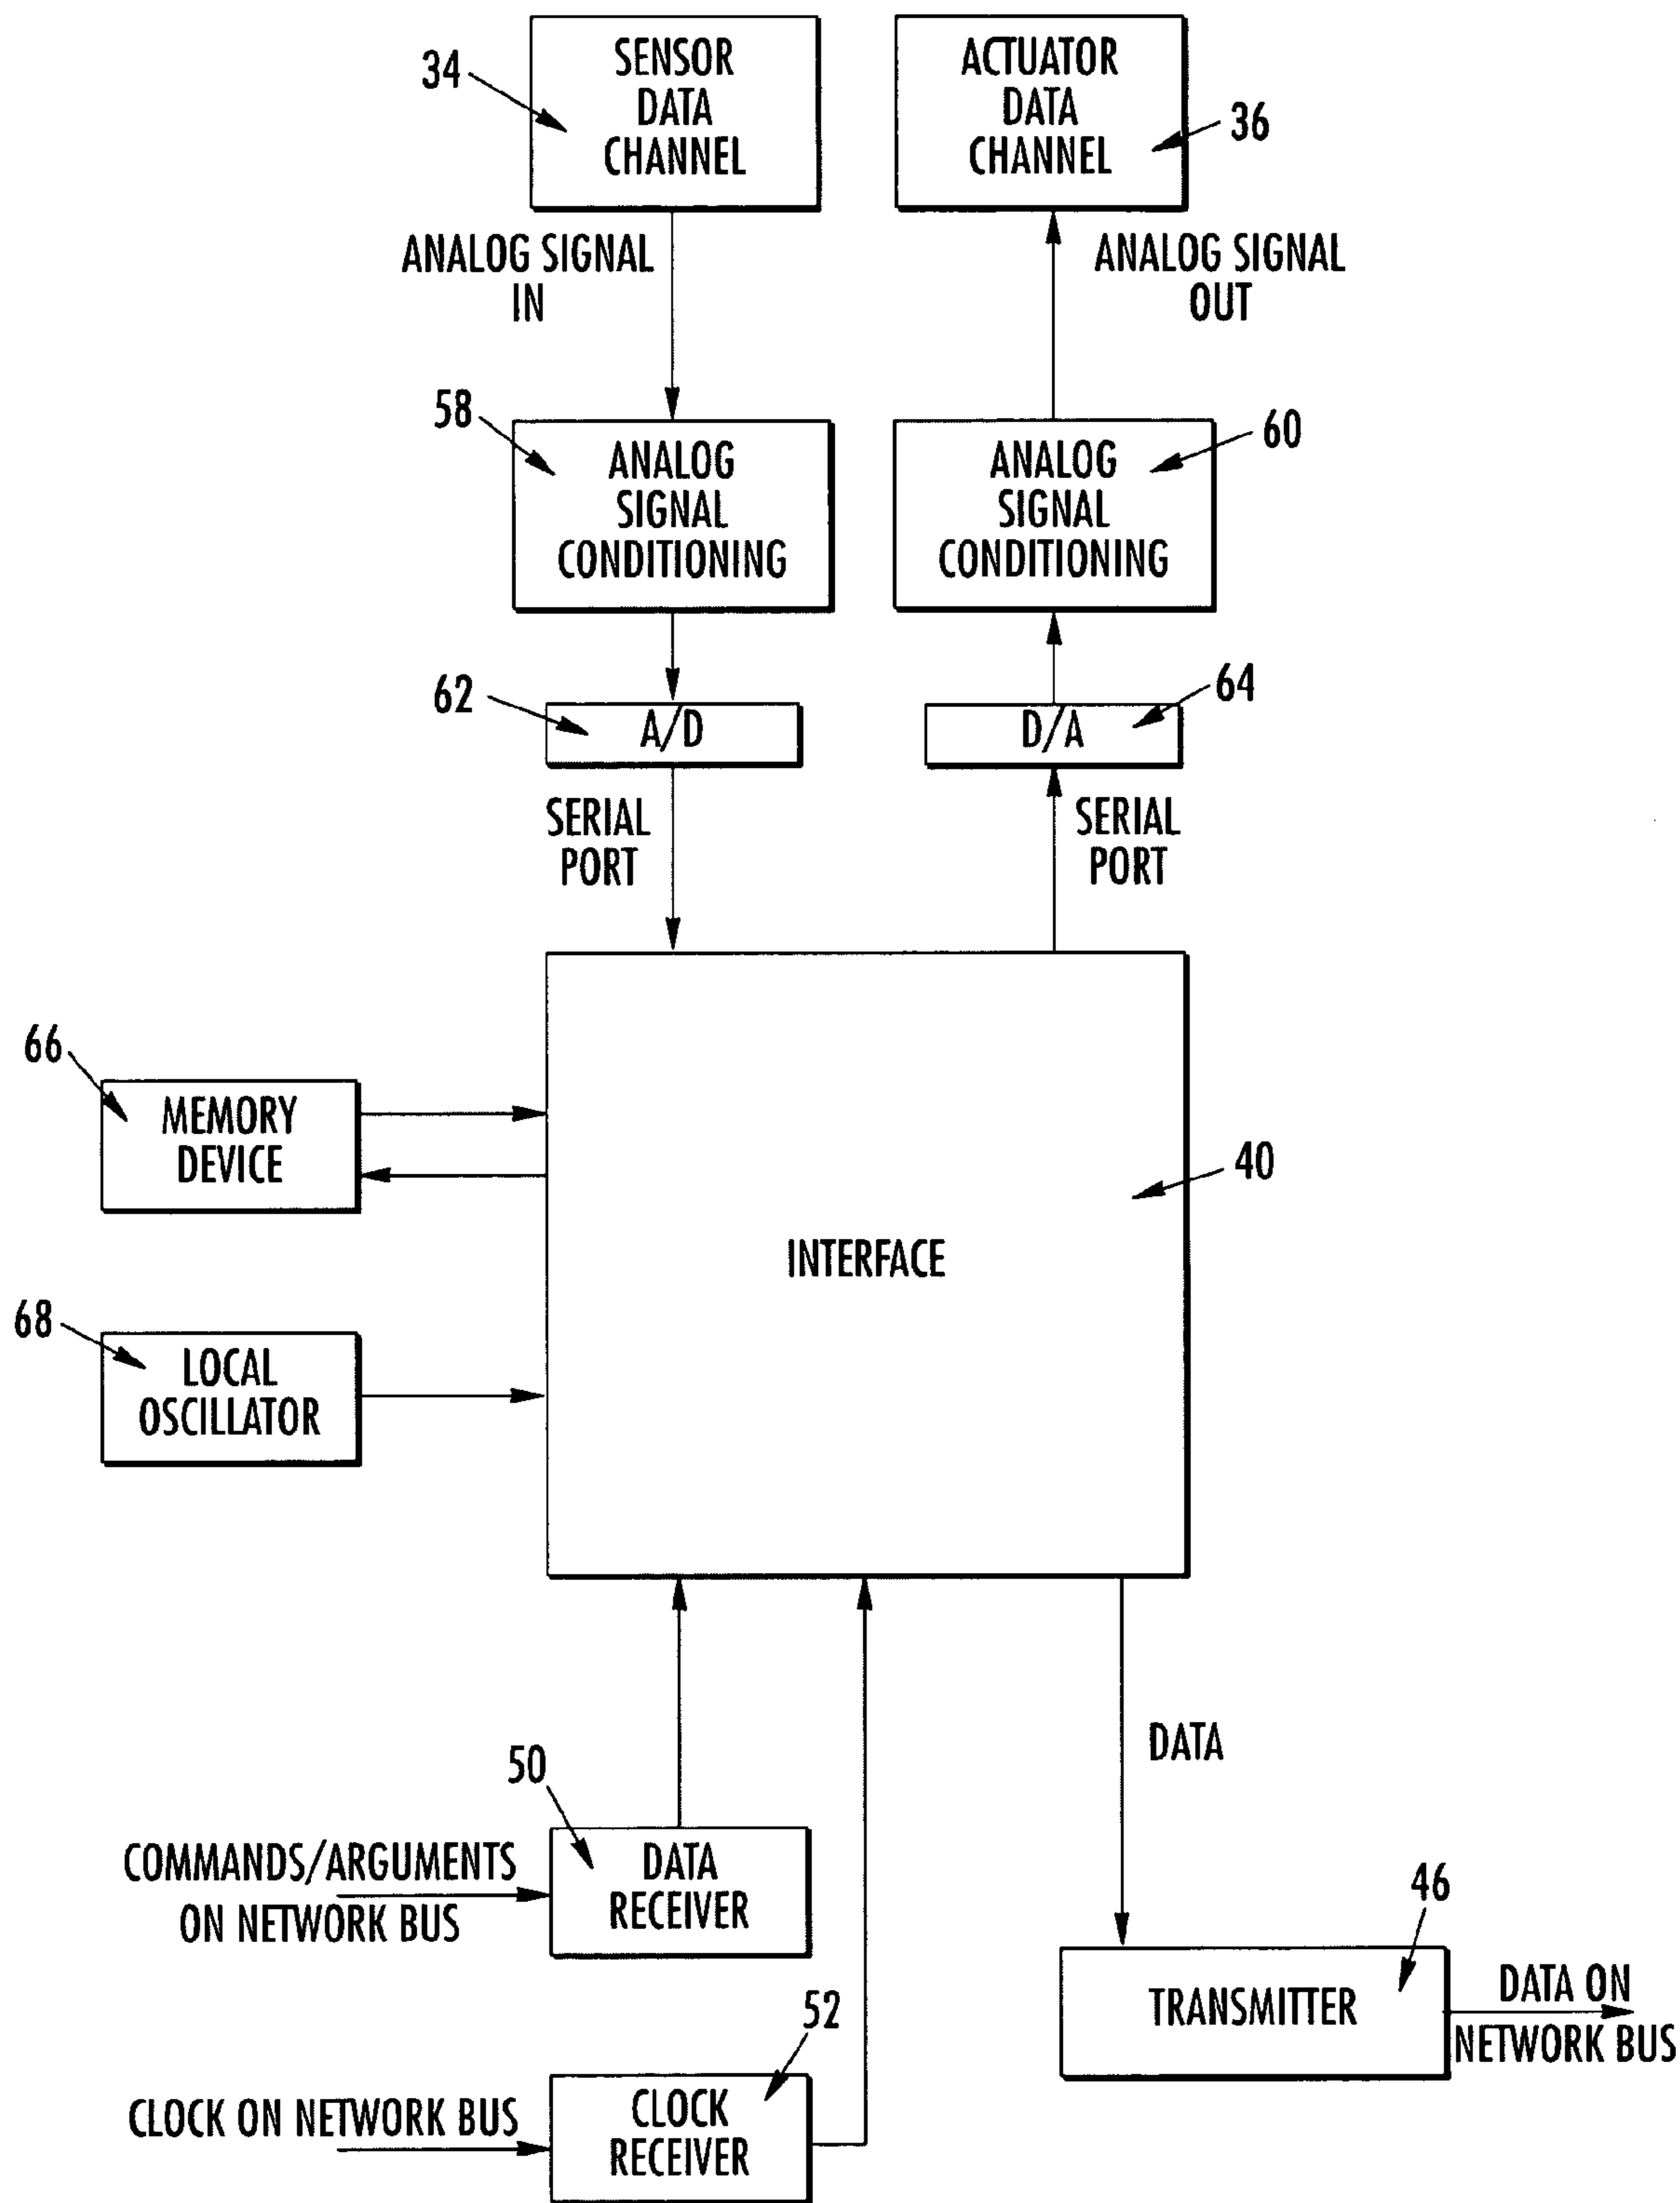 34
SENSOR
DATA
CHANNEL
ACTUATOR
DATA
CHANNEL
36
ANALOG SIGNAL
IN
ANALOG SIGNAL
OUT
58
ANALOG
SIGNAL
CONDITIONING
ANALOG
SIGNAL
CONDITIONING
60
62
A/D
D/A
64
SERIAL
PORT
SERIAL
PORT
66
MEMORY
DEVICE
40
INTERFACE
68
LOCAL
OSCILLATOR
DATA
50
COMMANDS/ARGUMENTS
ON NETWORK BUS
DATA
RECEIVER
46
TRANSMITTER
DATA ON
NETWORK BUS
52
CLOCK ON NETWORK BUS
CLOCK
RECEIVER